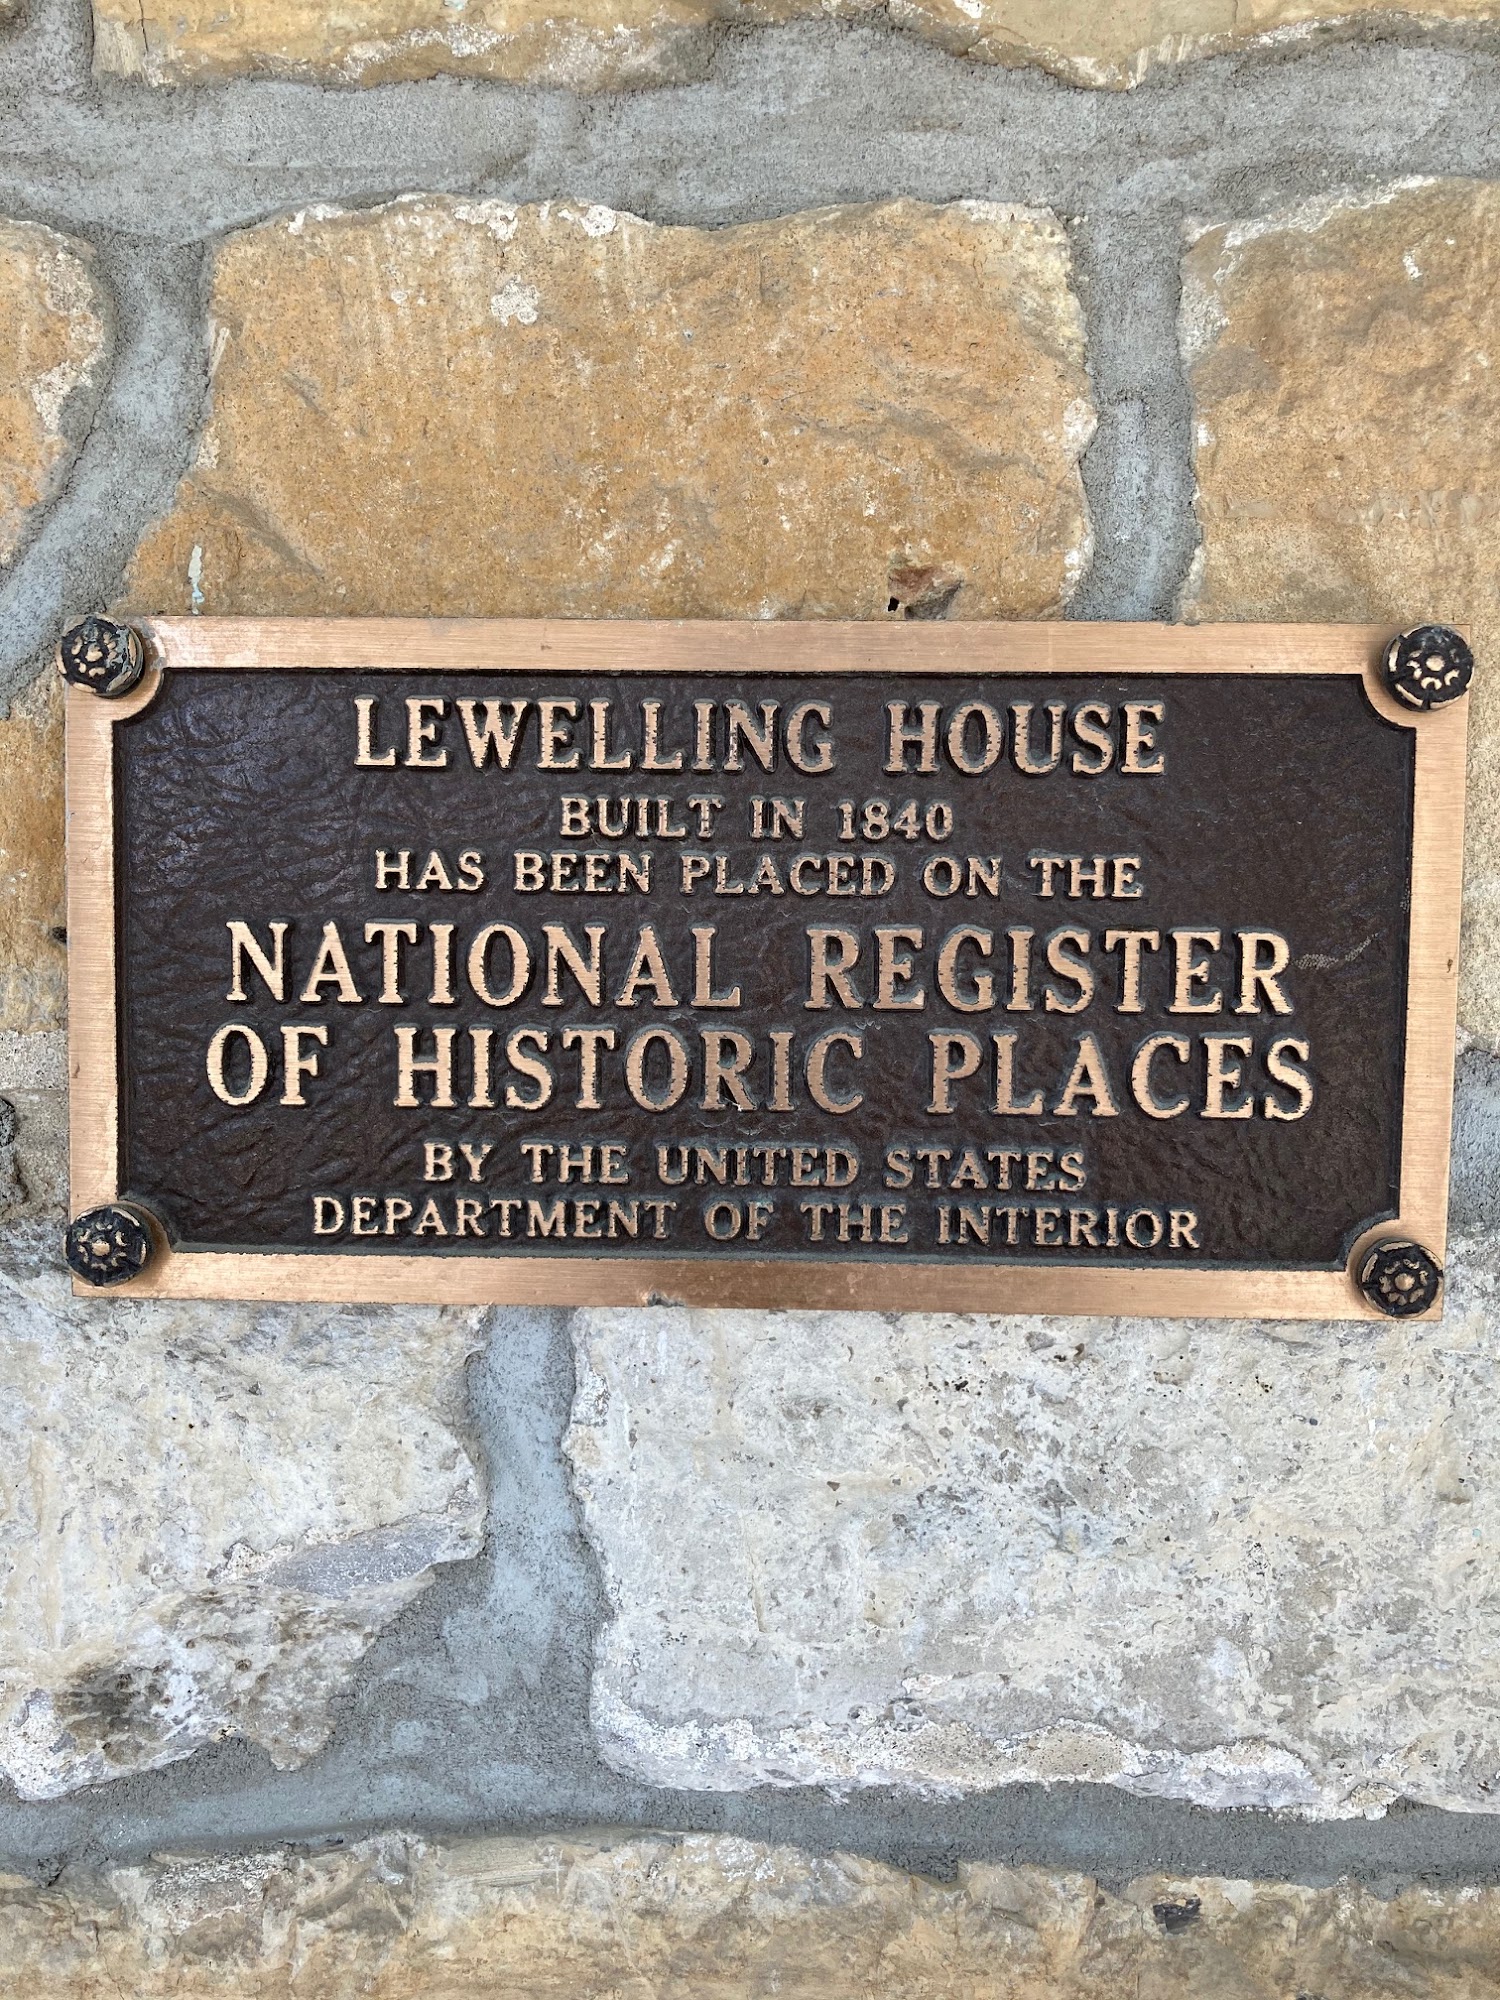 LEWELLING HOUSE
BUILT IN 1840
HAS BEEN PLACED ON THE
NATIONAL REGISTER
OF HISTORIC PLACES
BY THE UNITED STATES
DEPARTMENT OF THE INTERIOR